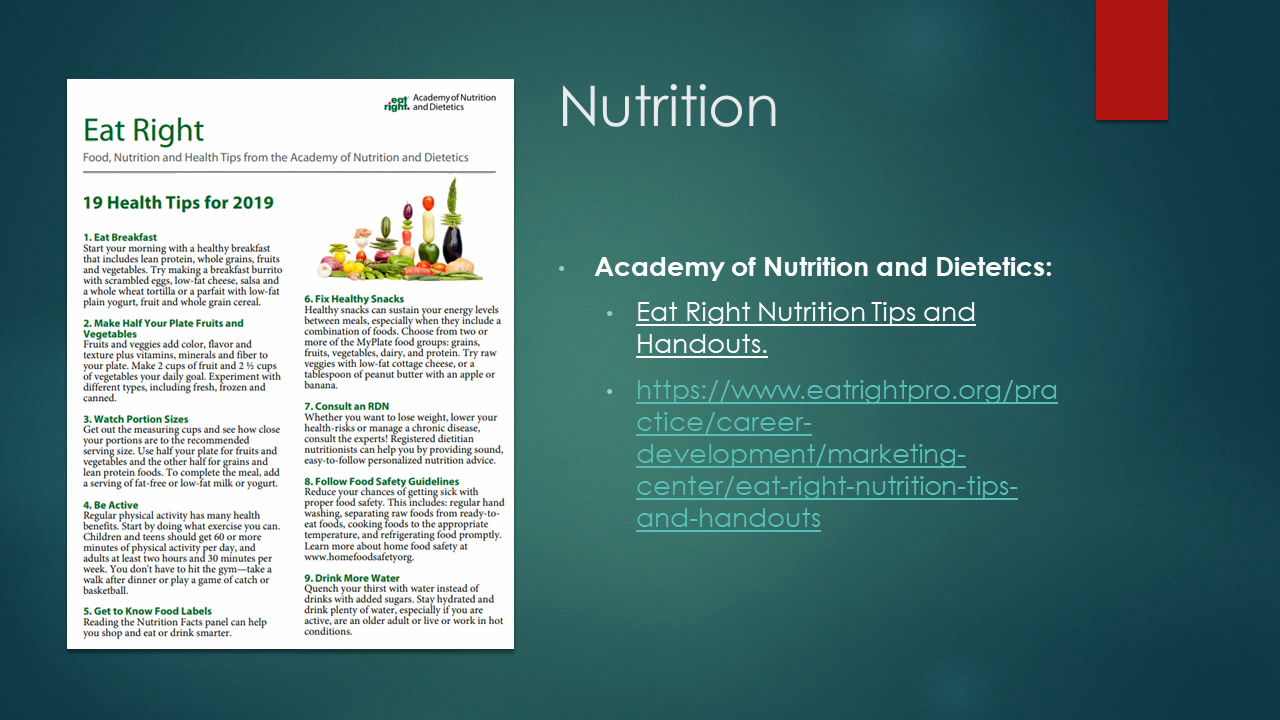 eat right. Academy of Nutrition and Dietetics
Eat Right
Food, Nutrition and Health Tips from the Academy of Nutrition and Dietetics
19 Health Tips for 2019
1. Eat Breakfast
Start your morning with a healthy breakfast
that includes lean protein, whole grains, fruits
and vegetables. Try making a breakfast burrito
with scrambled eggs, low-fat cheese, salsa and
a whole wheat tortilla or a parfait with low-fat
plain yogurt, fruit and whole grain cereal.
2. Make Half Your Plate Fruits and
Vegetables
Fruits and veggies add color, flavor and
texture plus vitamins, minerals and fiber to
your plate. Make 2 cups of fruit and 2 ½ cups
of vegetables your daily goal. Experiment with
different types, including fresh, frozen and
canned.
3. Watch Portion Sizes
Get out the measuring cups and see how close
your portions are to the recommended
serving size. Use half your plate for fruits and
vegetables and the other half for grains and
lean protein foods. To complete the meal, add
a serving of fat-free or low-fat milk or yogurt.
4. Be Active
Regular physical activity has many health
benefits. Start by doing what exercise you can.
Children and teens should get 60 or more
minutes of physical activity per day, and
adults at least two hours and 30 minutes per
week. You don't have to hit the gym—take a
walk after dinner or play a game of catch or
basketball.
5. Get to Know Food Labels
Reading the Nutrition Facts panel can help
you shop and eat or drink smarter.
6. Fix Healthy Snacks
Healthy snacks can sustain your energy levels
between meals, especially when they include a
combination of foods. Choose from two or
more of the MyPlate food groups: grains,
fruits, vegetables, dairy, and protein. Try raw
veggies with low-fat cottage cheese, or a
tablespoon of peanut butter with an apple or
banana.
7. Consult an RDN
Whether you want to lose weight, lower your
health-risks or manage a chronic disease,
consult the experts! Registered dietitian
nutritionists can help you by providing sound,
easy-to-follow personalized nutrition advice.
8. Follow Food Safety Guidelines
Reduce your chances of getting sick with
proper food safety. This includes: regular hand
washing, separating raw foods from ready-to-
eat foods, cooking foods to the appropriate
temperature, and refrigerating food promptly.
Learn more about home food safety at
www.homefoodsafetyorg.
9. Drink More Water
Quench your thirst with water instead of
drinks with added sugars. Stay hydrated and
drink plenty of water, especially if you are
active, are an older adult or live or work in hot
conditions.
Nutrition
• Academy of Nutrition and Dietetics:
• Eat Right Nutrition Tips and
Handouts.
• https://www.eatrightpro.org/pra
ctice/career-
development/marketing-
center/eat-right-nutrition-tips-
and-handouts